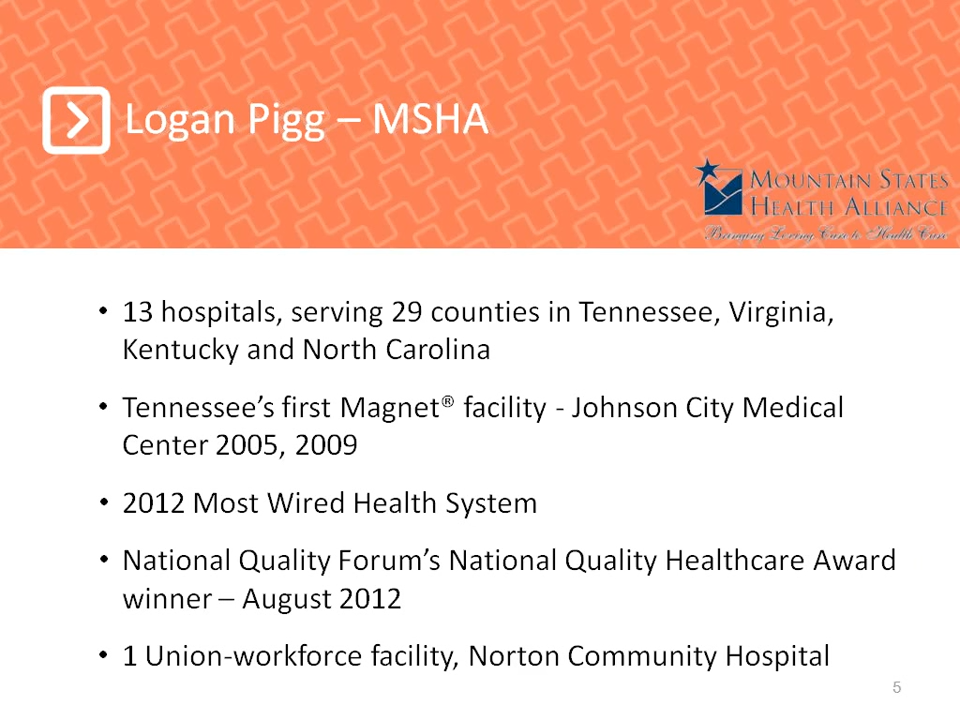 Logan Pigg – MSHA
MOUNTAIN STATES
HEALTH ALLIANCE
Bringing Loving Care to Health Care
• 13 hospitals, serving 29 counties in Tennessee, Virginia,
Kentucky and North Carolina
• Tennessee’s first Magnet® facility - Johnson City Medical
Center 2005, 2009
• 2012 Most Wired Health System
• National Quality Forum’s National Quality Healthcare Award
winner – August 2012
• 1 Union-workforce facility, Norton Community Hospital
5